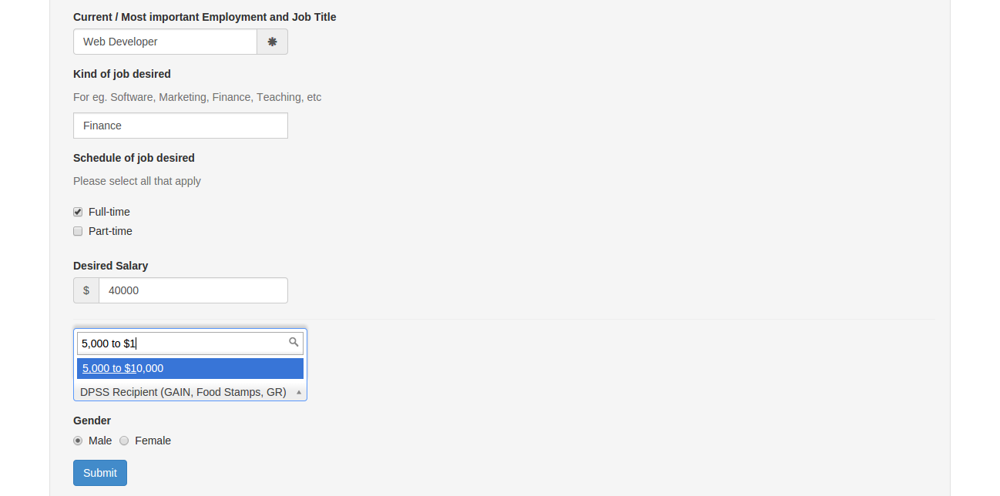 Current / Most important Employment and Job Title
Web Developer
Kind of job desired
For eg. Software, Marketing, Finance, Teaching, etc
Finance
Schedule of job desired
Please select all that apply
Full-time
Part-time
Desired Salary
$ 40000
5,000 to $1
5,000 to $10,000
DPSS Recipient (GAIN, Food Stamps, GR)
Gender
Male Female
Submit